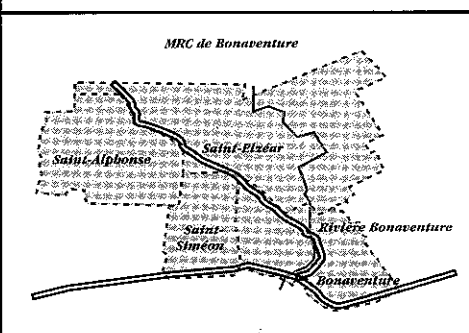 MRC de Bonaventure
Saint-Elzéar
Saint-Alphonse
Rivière Bonaventure
Saint-
Siméon
Bonaventure